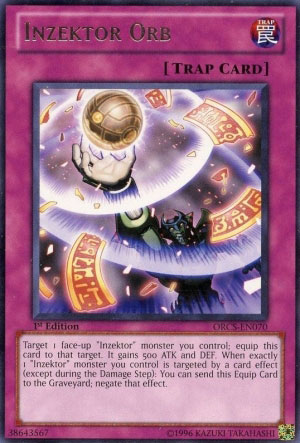 INZEKTOR ORB
TRAP
罠
[TRAP CARD]
1st Edition
ORCS-EN070
Target 1 face-up "Inzektor" monster you control; equip
this card to that target. It gains 500 ATK and DEF. When exactly
1 "Inzektor" monster you control is targeted by a card effect
(except during the Damage Step): You can send this Equip Card
to the Graveyard; negate that effect.
38643567
©1996 KAZUKI TAKAHASHI